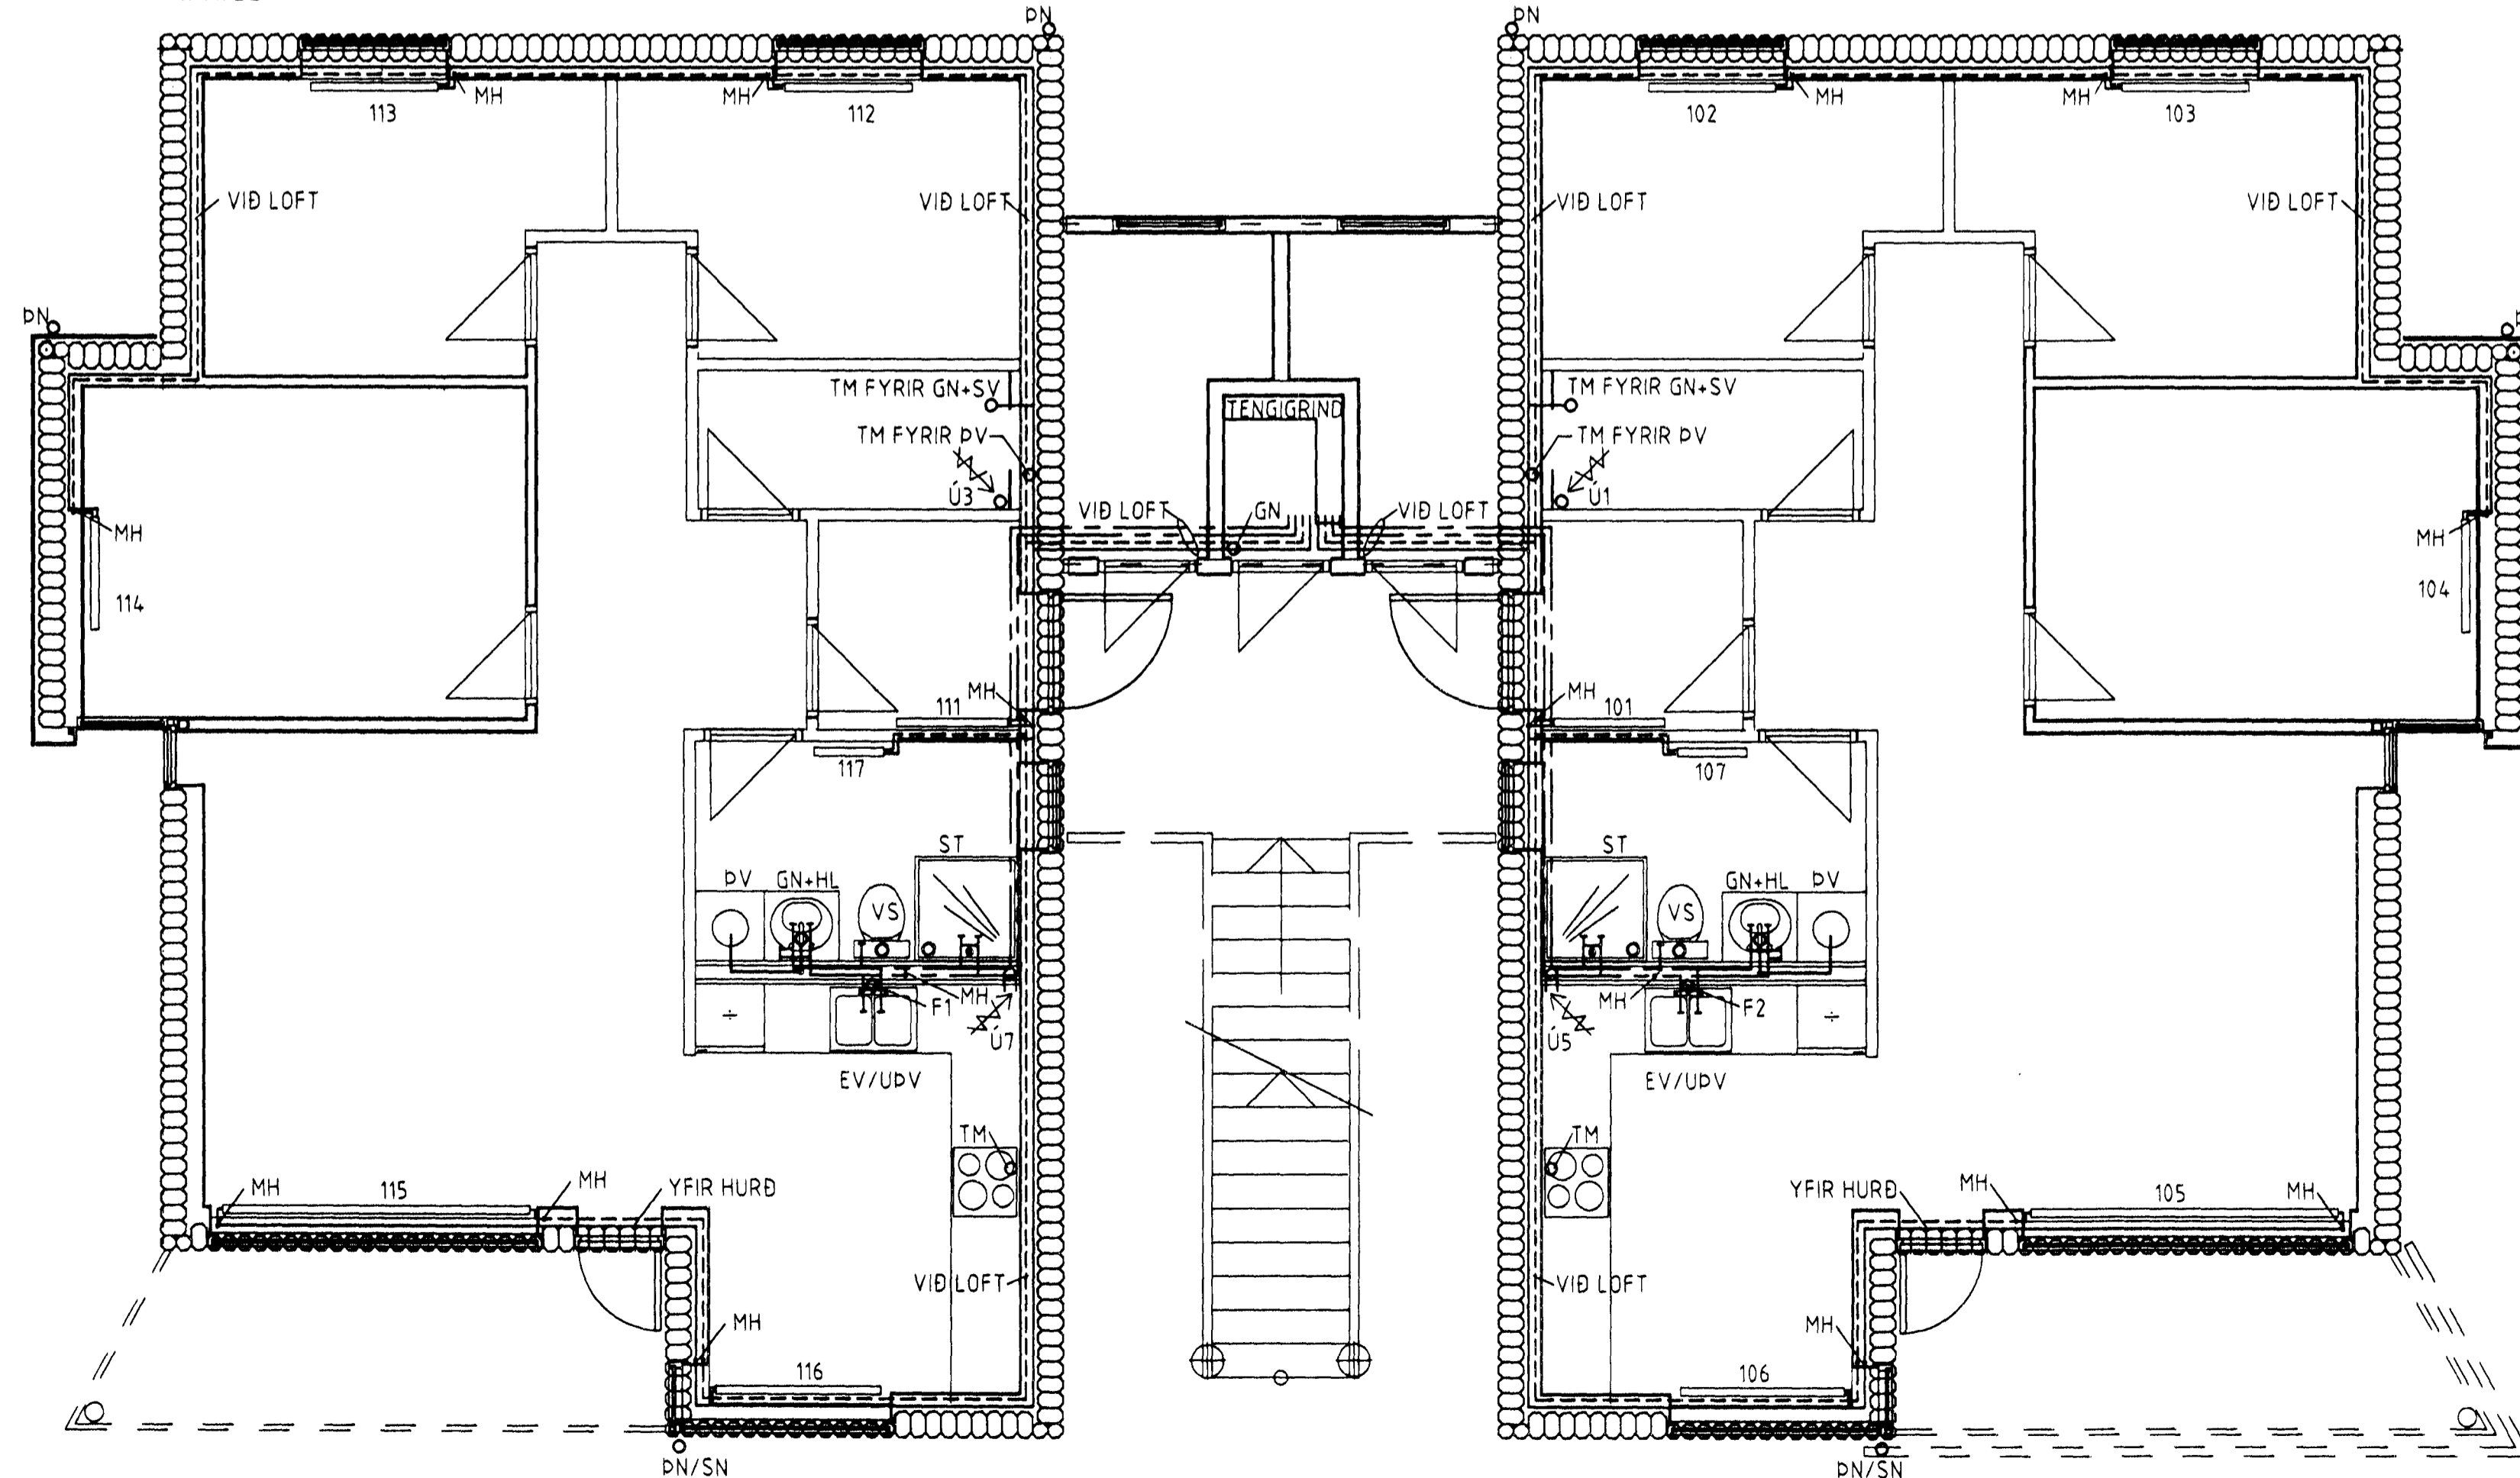 ÞN
ÞN
MH
MH
MH
MH
113
112
102
103
VIÐ LOFT
VIÐ LOFT
VIÐ LOFT
VIÐ LOFT
ÞN
TM FYRIR GN+SV
TENGIGRIND
TM FYRIR GN+SV
TM FYRIR ÞV
TM FYRIR ÞV
Ú3
Ú1
VIÐ LOFT
GN
VIÐ LOFT
MH
MH
114
104
MH
MH
111
101
117
107
ST
ST
ÞV
GN+HL
GN+HL
ÞV
VS
VS
MH
F1
MH
F2
÷
÷
Ú7
Ú5
EV/UÞV
EV/UÞV
TM
TM
MH
115
MH
YFIR HURÐ
YFIR HURÐ
MH
105
MH
VIÐ LOFT
VIÐ LOFT
MH
MH
116
106
ÞN/SN
ÞN/SN